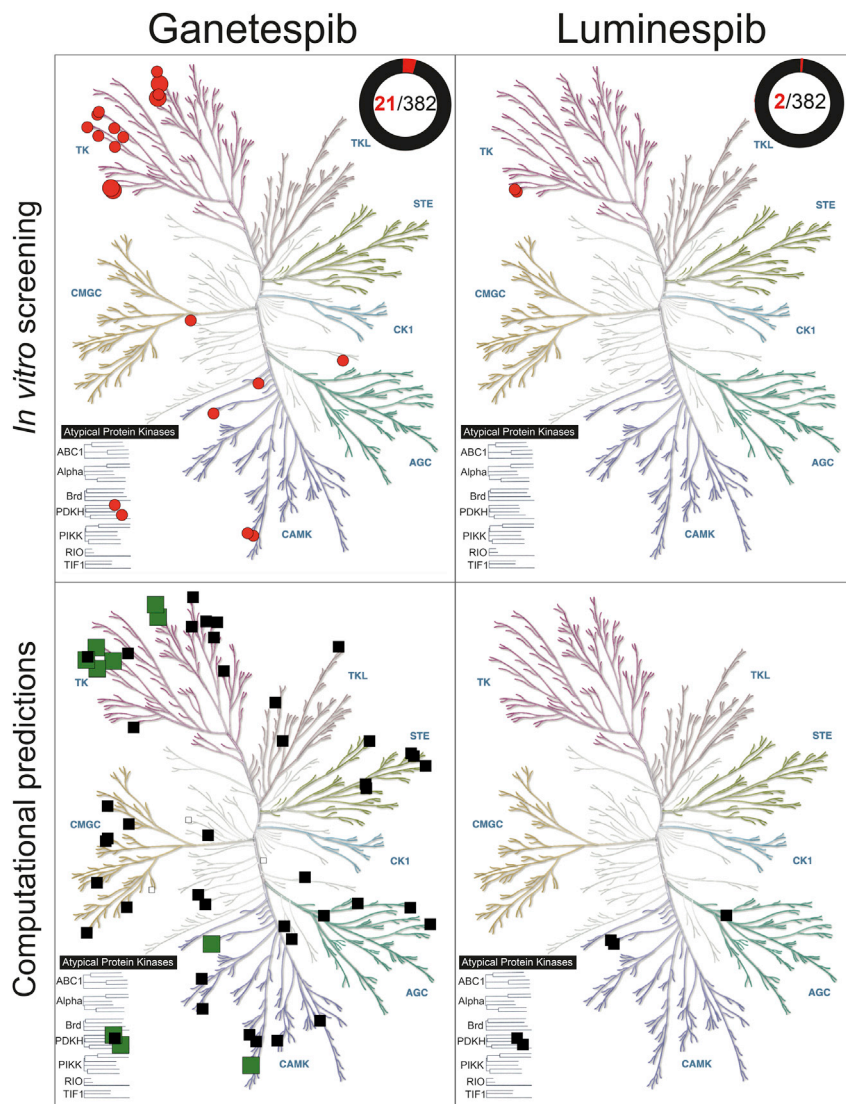 Ganetespib
Luminespib
In vitro screening
21/382
TK
TKL
STE
CMGC
CK1
AGC
CAMK
Atypical Protein Kinases
ABC1
Alpha
Brd
PDKH
PIKK
RIO
TIF1
2/382
TK
TKL
STE
CMGC
CK1
AGC
CAMK
Atypical Protein Kinases
ABC1
Alpha
Brd
PDKH
PIKK
RIO
TIF1
Computational predictions
TK
TKL
STE
CMGC
CK1
AGC
CAMK
Atypical Protein Kinases
ABC1
Alpha
Brd
PDKH
PIKK
RIO
TIF1
TK
TKL
STE
CMGC
CK1
AGC
CAMK
Atypical Protein Kinases
ABC1
Alpha
Brd
PDKH
PIKK
RIO
TIF1